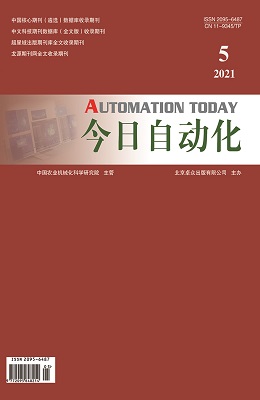 中国核心期刊（遴选）数据库收录期刊
中文科技期刊数据库（全文版）收录期刊
超星域出版期刊库全文收录期刊
龙源期刊网全文收录期刊
ISSN 2095-6487
CN 11-9345/TP
5
2021
AUTOMATION TODAY
今日自动化
中国农业机械化科学研究院 主管
北京卓众出版有限公司 主办
ISSN 2095-6487